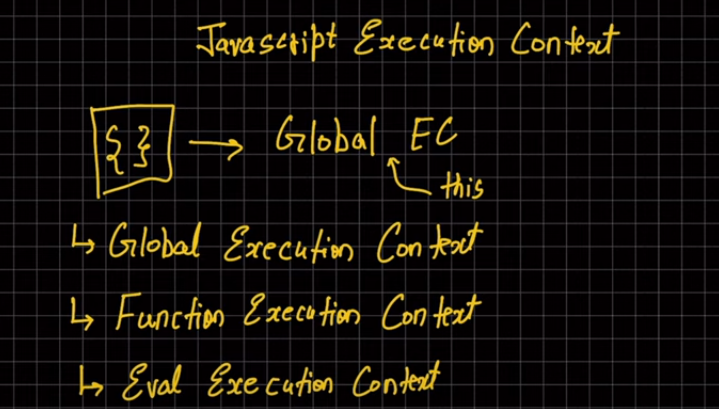 Javascript Execution Context
{ } → Global EC
this
↳ Global Execution Context
↳ Function Execution Context
↳ Eval Execution Context